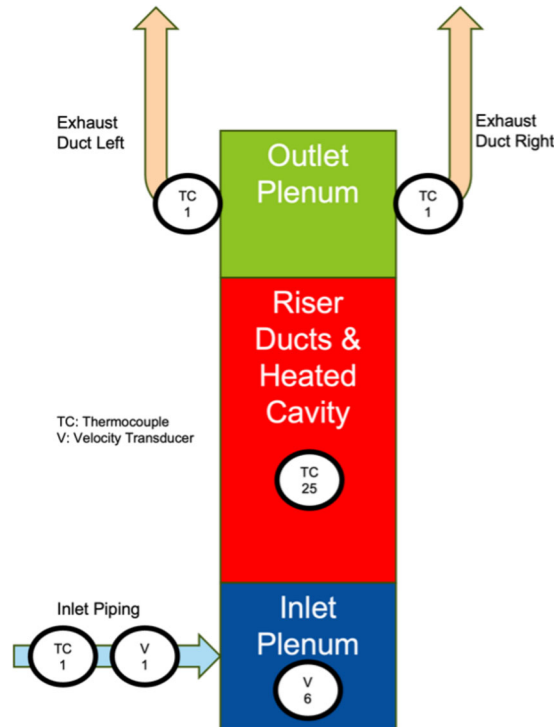 Exhaust
Duct Left
Exhaust
Duct Right
Outlet
Plenum
TC
1
TC
1
Riser
Ducts &
Heated
Cavity
TC: Thermocouple
V: Velocity Transducer
TC
25
Inlet Piping
TC
1
V
1
Inlet
Plenum
V
6